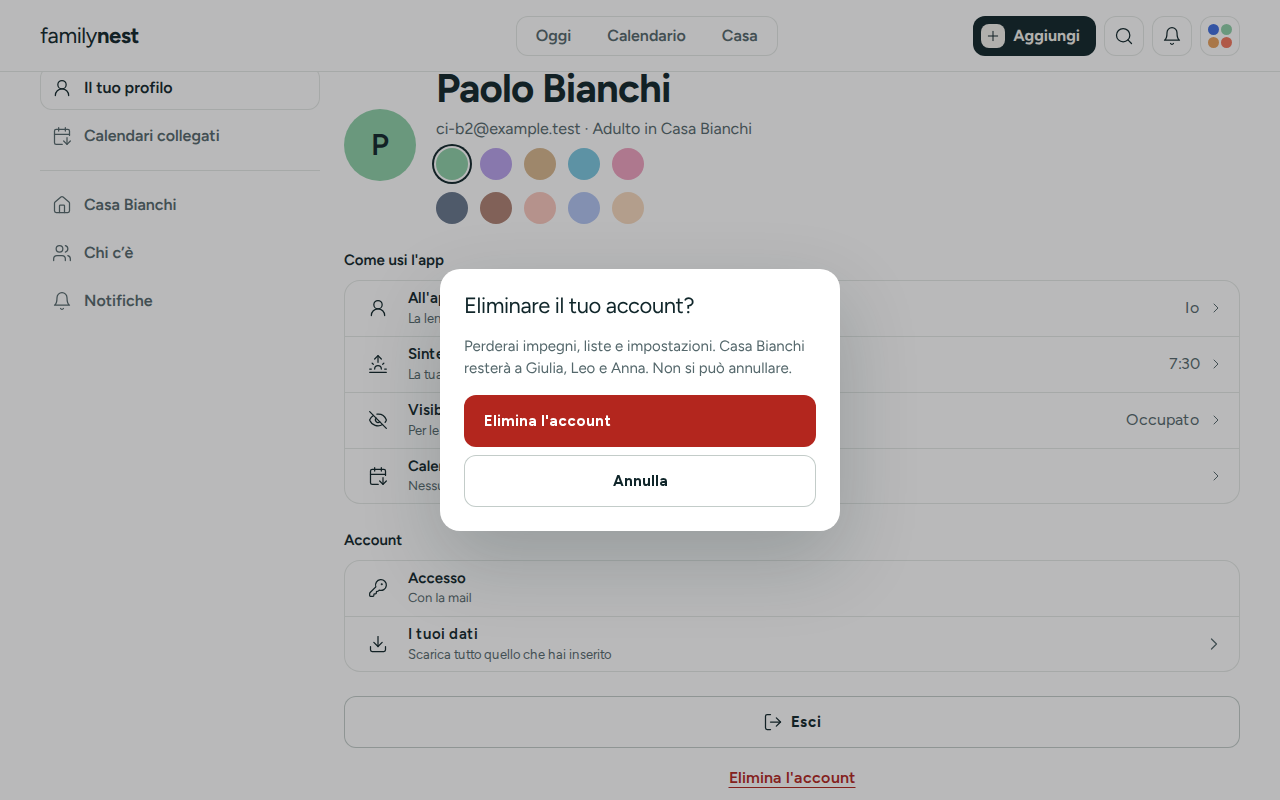 familynest
Oggi
Calendario
Casa
Aggiungi
Il tuo profilo
Calendari collegati
Casa Bianchi
Chi c’è
Notifiche
P
Paolo Bianchi
ci-b2@example.test · Adulto in Casa Bianchi
Come usi l'app
Io
7:30
Occupato
Eliminare il tuo account?
Perderai impegni, liste e impostazioni. Casa Bianchi
resterà a Giulia, Leo e Anna. Non si può annullare.
Elimina l'account
Annulla
Account
Accesso
Con la mail
I tuoi dati
Scarica tutto quello che hai inserito
Esci
Elimina l'account